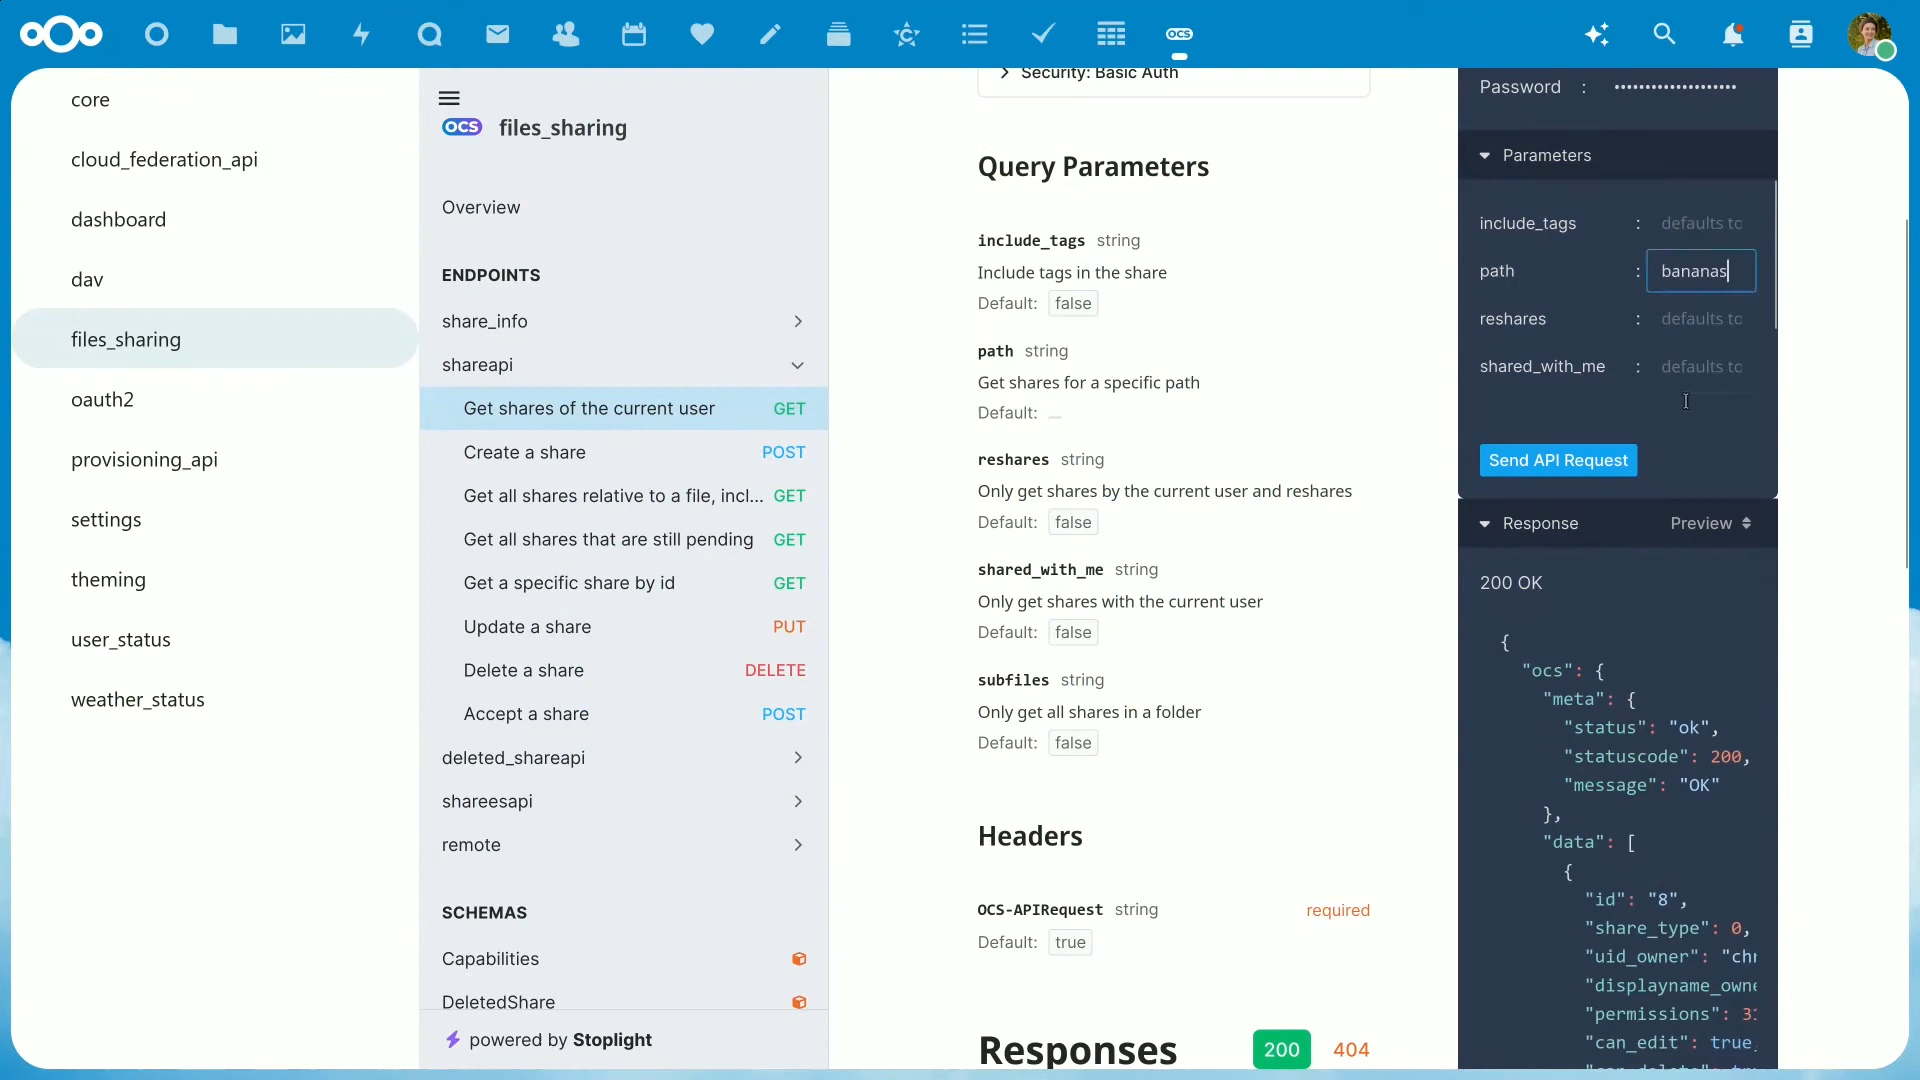 OCS
core
cloud_federation_api
dashboard
dav
files_sharing
oauth2
provisioning_api
settings
theming
user_status
weather_status
OCS files_sharing
Overview
ENDPOINTS
share_info
shareapi
Get shares of the current user GET
Create a share POST
Get all shares relative to a file, incl... GET
Get all shares that are still pending GET
Get a specific share by id GET
Update a share PUT
Delete a share DELETE
Accept a share POST
deleted_shareapi
shareesapi
remote
SCHEMAS
Capabilities
DeletedShare
powered by Stoplight
Security: Basic Auth
Query Parameters
include_tags string
Include tags in the share
Default: false
path string
Get shares for a specific path
Default:
reshares string
Only get shares by the current user and reshares
Default: false
shared_with_me string
Only get shares with the current user
Default: false
subfiles string
Only get all shares in a folder
Default: false
Headers
OCS-APIRequest string required
Default: true
Responses 200 404
Password : ••••••••••••••••••••
Parameters
include_tags : defaults to
path : bananas
reshares : defaults to
shared_with_me : defaults to
Send API Request
Response Preview
200 OK
{
"ocs": {
"meta": {
"status": "ok",
"statuscode": 200,
"message": "OK"
},
"data": [
{
"id": "8",
"share_type": 0,
"uid_owner": "chr
"displayname_owne
"permissions": 31
"can_edit": true,